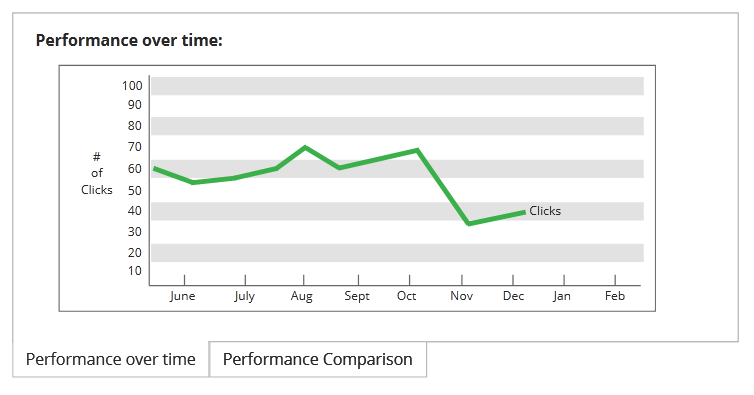 Performance over time:
100
90
80
70
60
50
40
30
20
10
#
of
Clicks
Clicks
June July Aug Sept Oct Nov Dec Jan Feb
Performance over time Performance Comparison